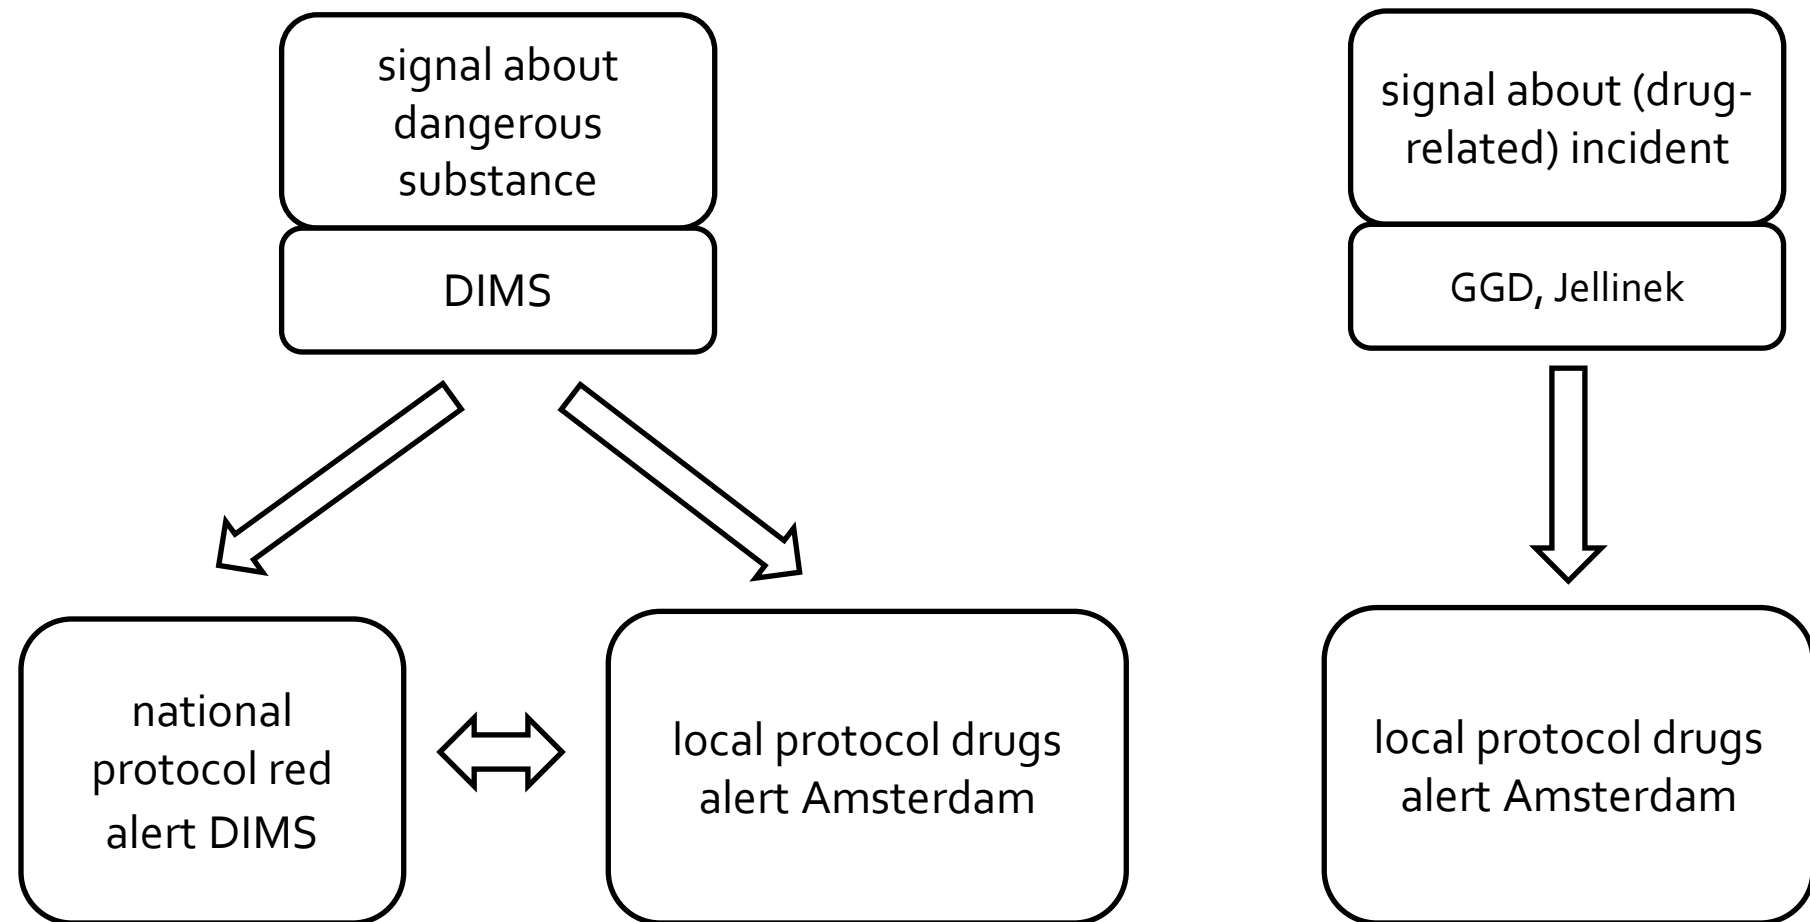 signal about
dangerous
substance
DIMS
signal about (drug-
related) incident
GGD, Jellinek
national
protocol red
alert DIMS
local protocol drugs
alert Amsterdam
local protocol drugs
alert Amsterdam